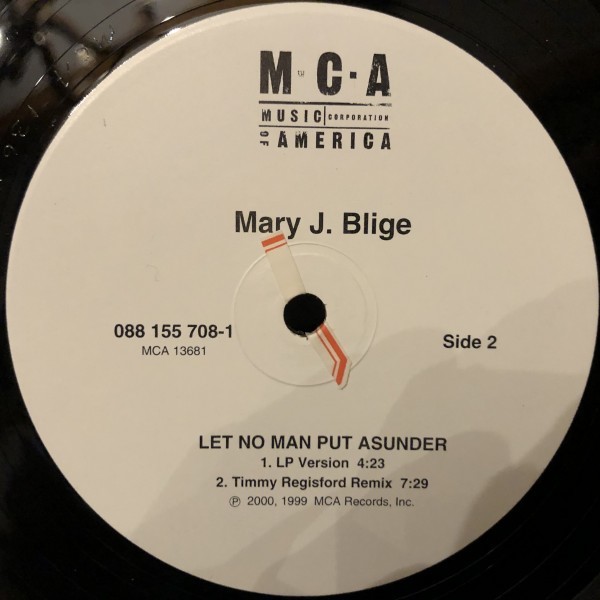 M·C·A
MUSIC CORPORATION
OF AMERICA
Mary J. Blige
088 155 708-1
MCA 13681
Side 2
LET NO MAN PUT ASUNDER
1. LP Version 4:23
2. Timmy Regisford Remix 7:29
℗ 2000, 1999 MCA Records, Inc.